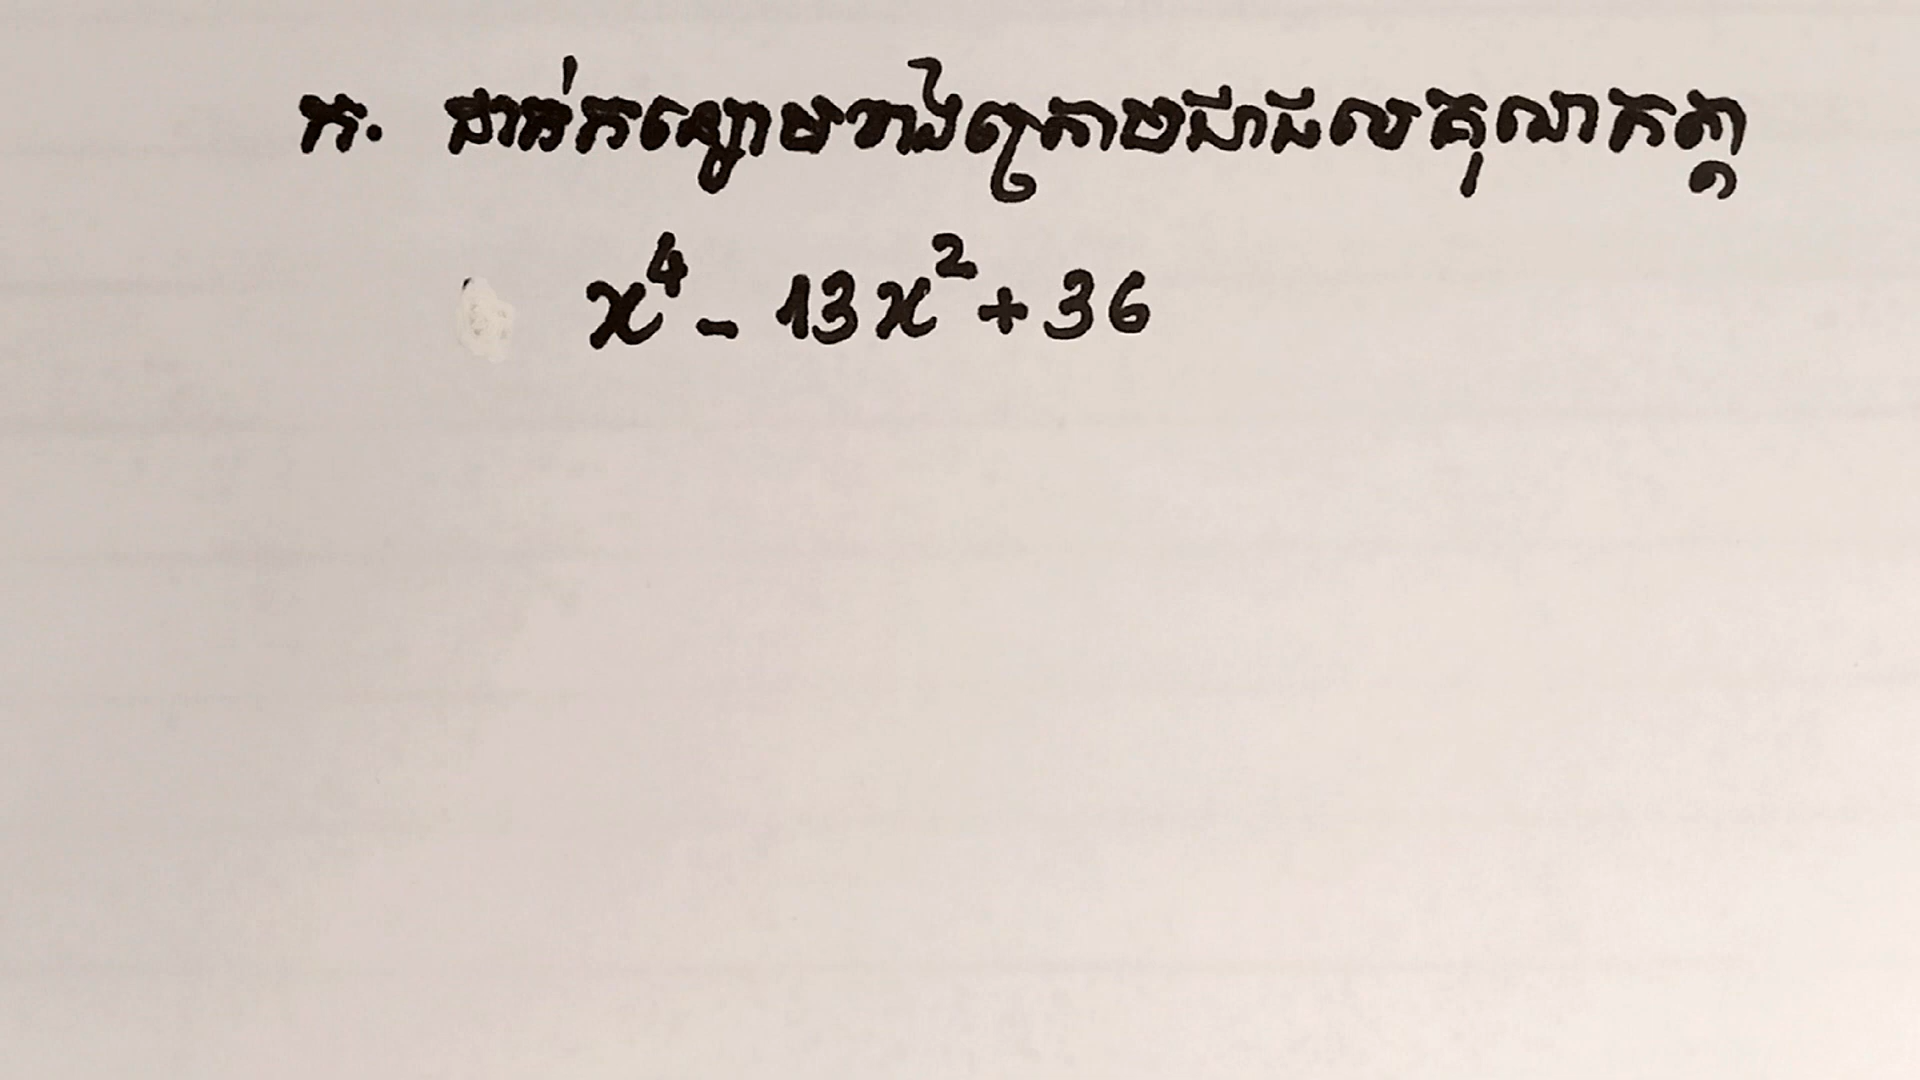 ក. ដាក់កន្សោមខាងក្រោមជាផលគុណកត្តា
x⁴ - 13x² + 36